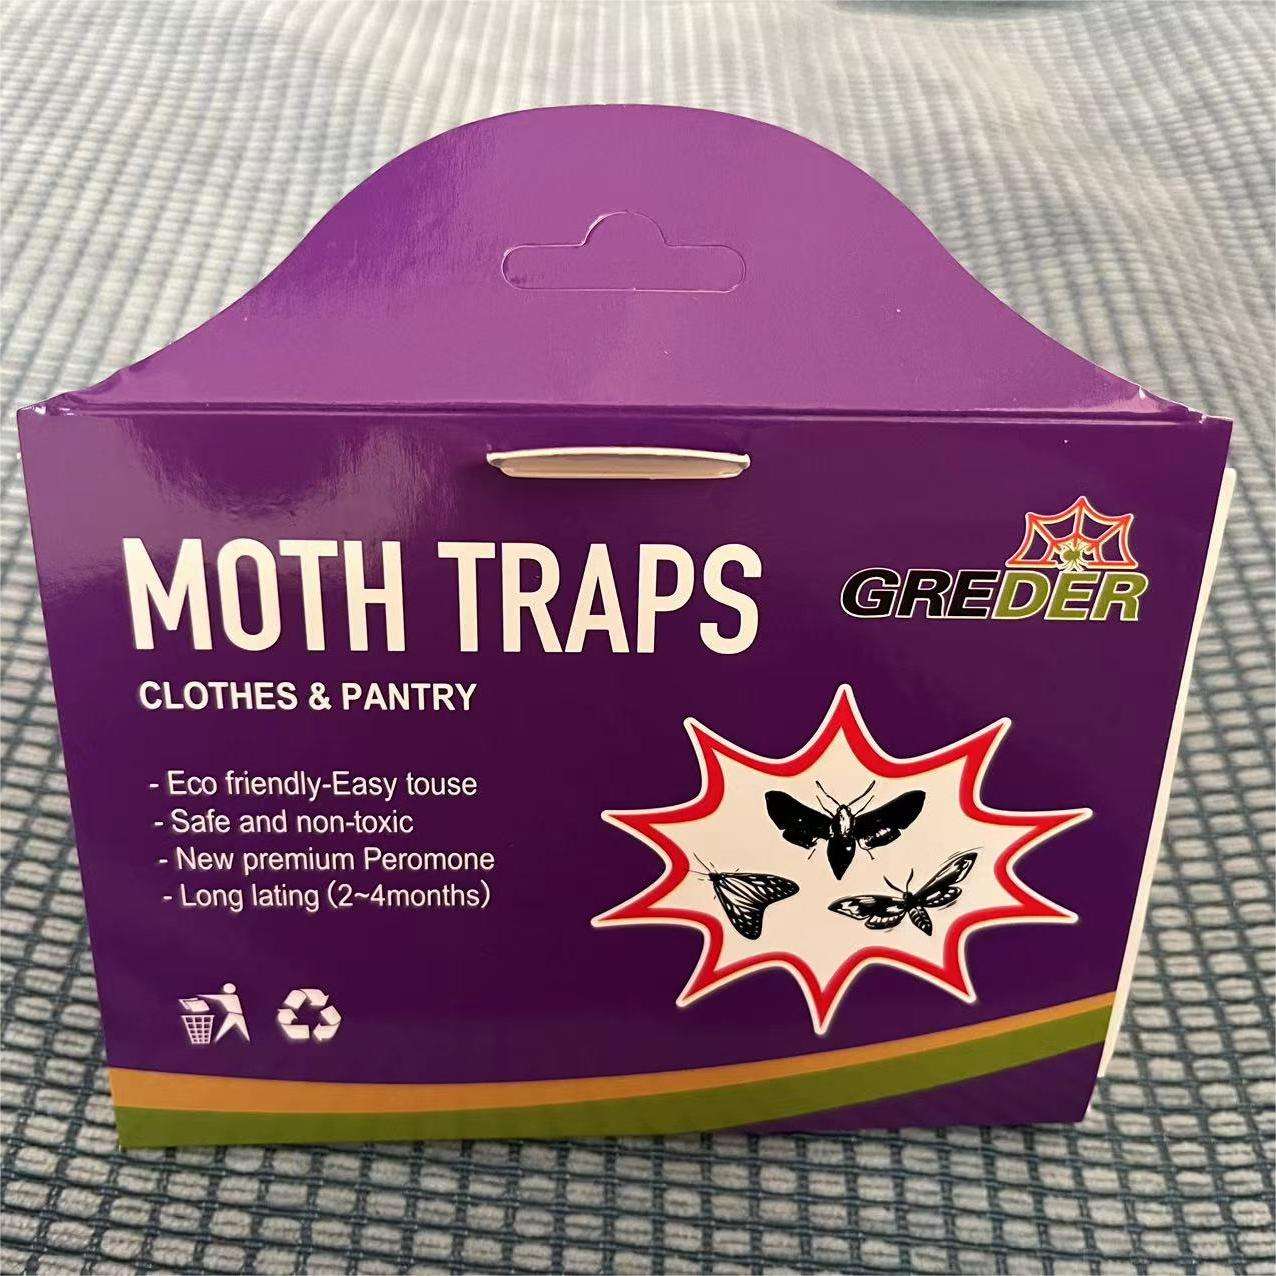 MOTH TRAPS
GREDER
CLOTHES & PANTRY
- Eco friendly-Easy touse
- Safe and non-toxic
- New premium Peromone
- Long lating (2~4months)